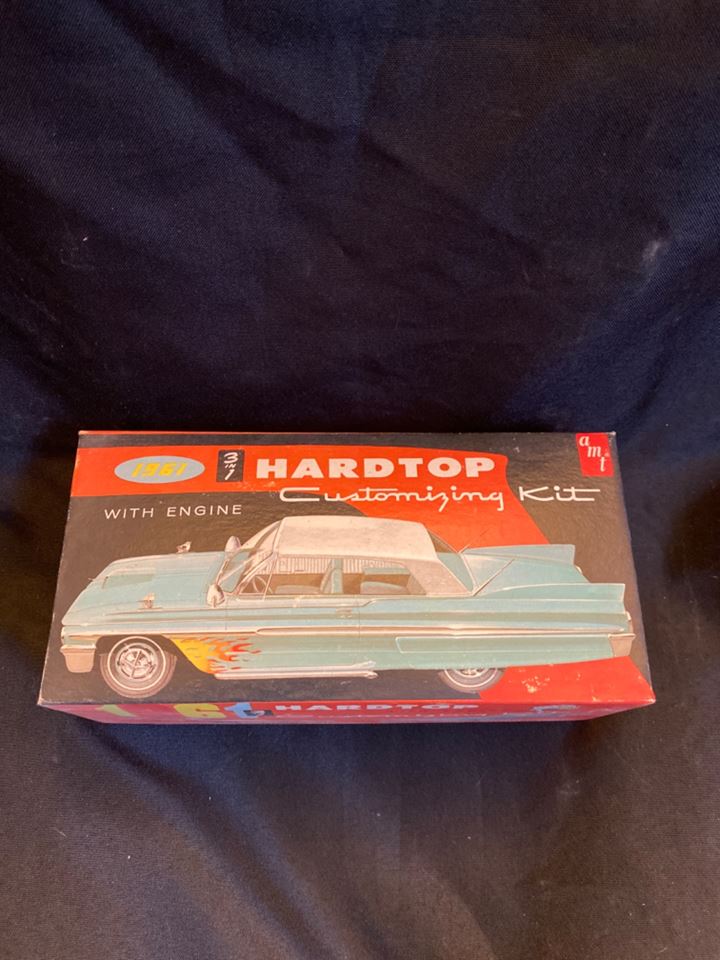 1961 3 IN 1 HARDTOP
amt
Customizing Kit
WITH ENGINE
HARDTOP